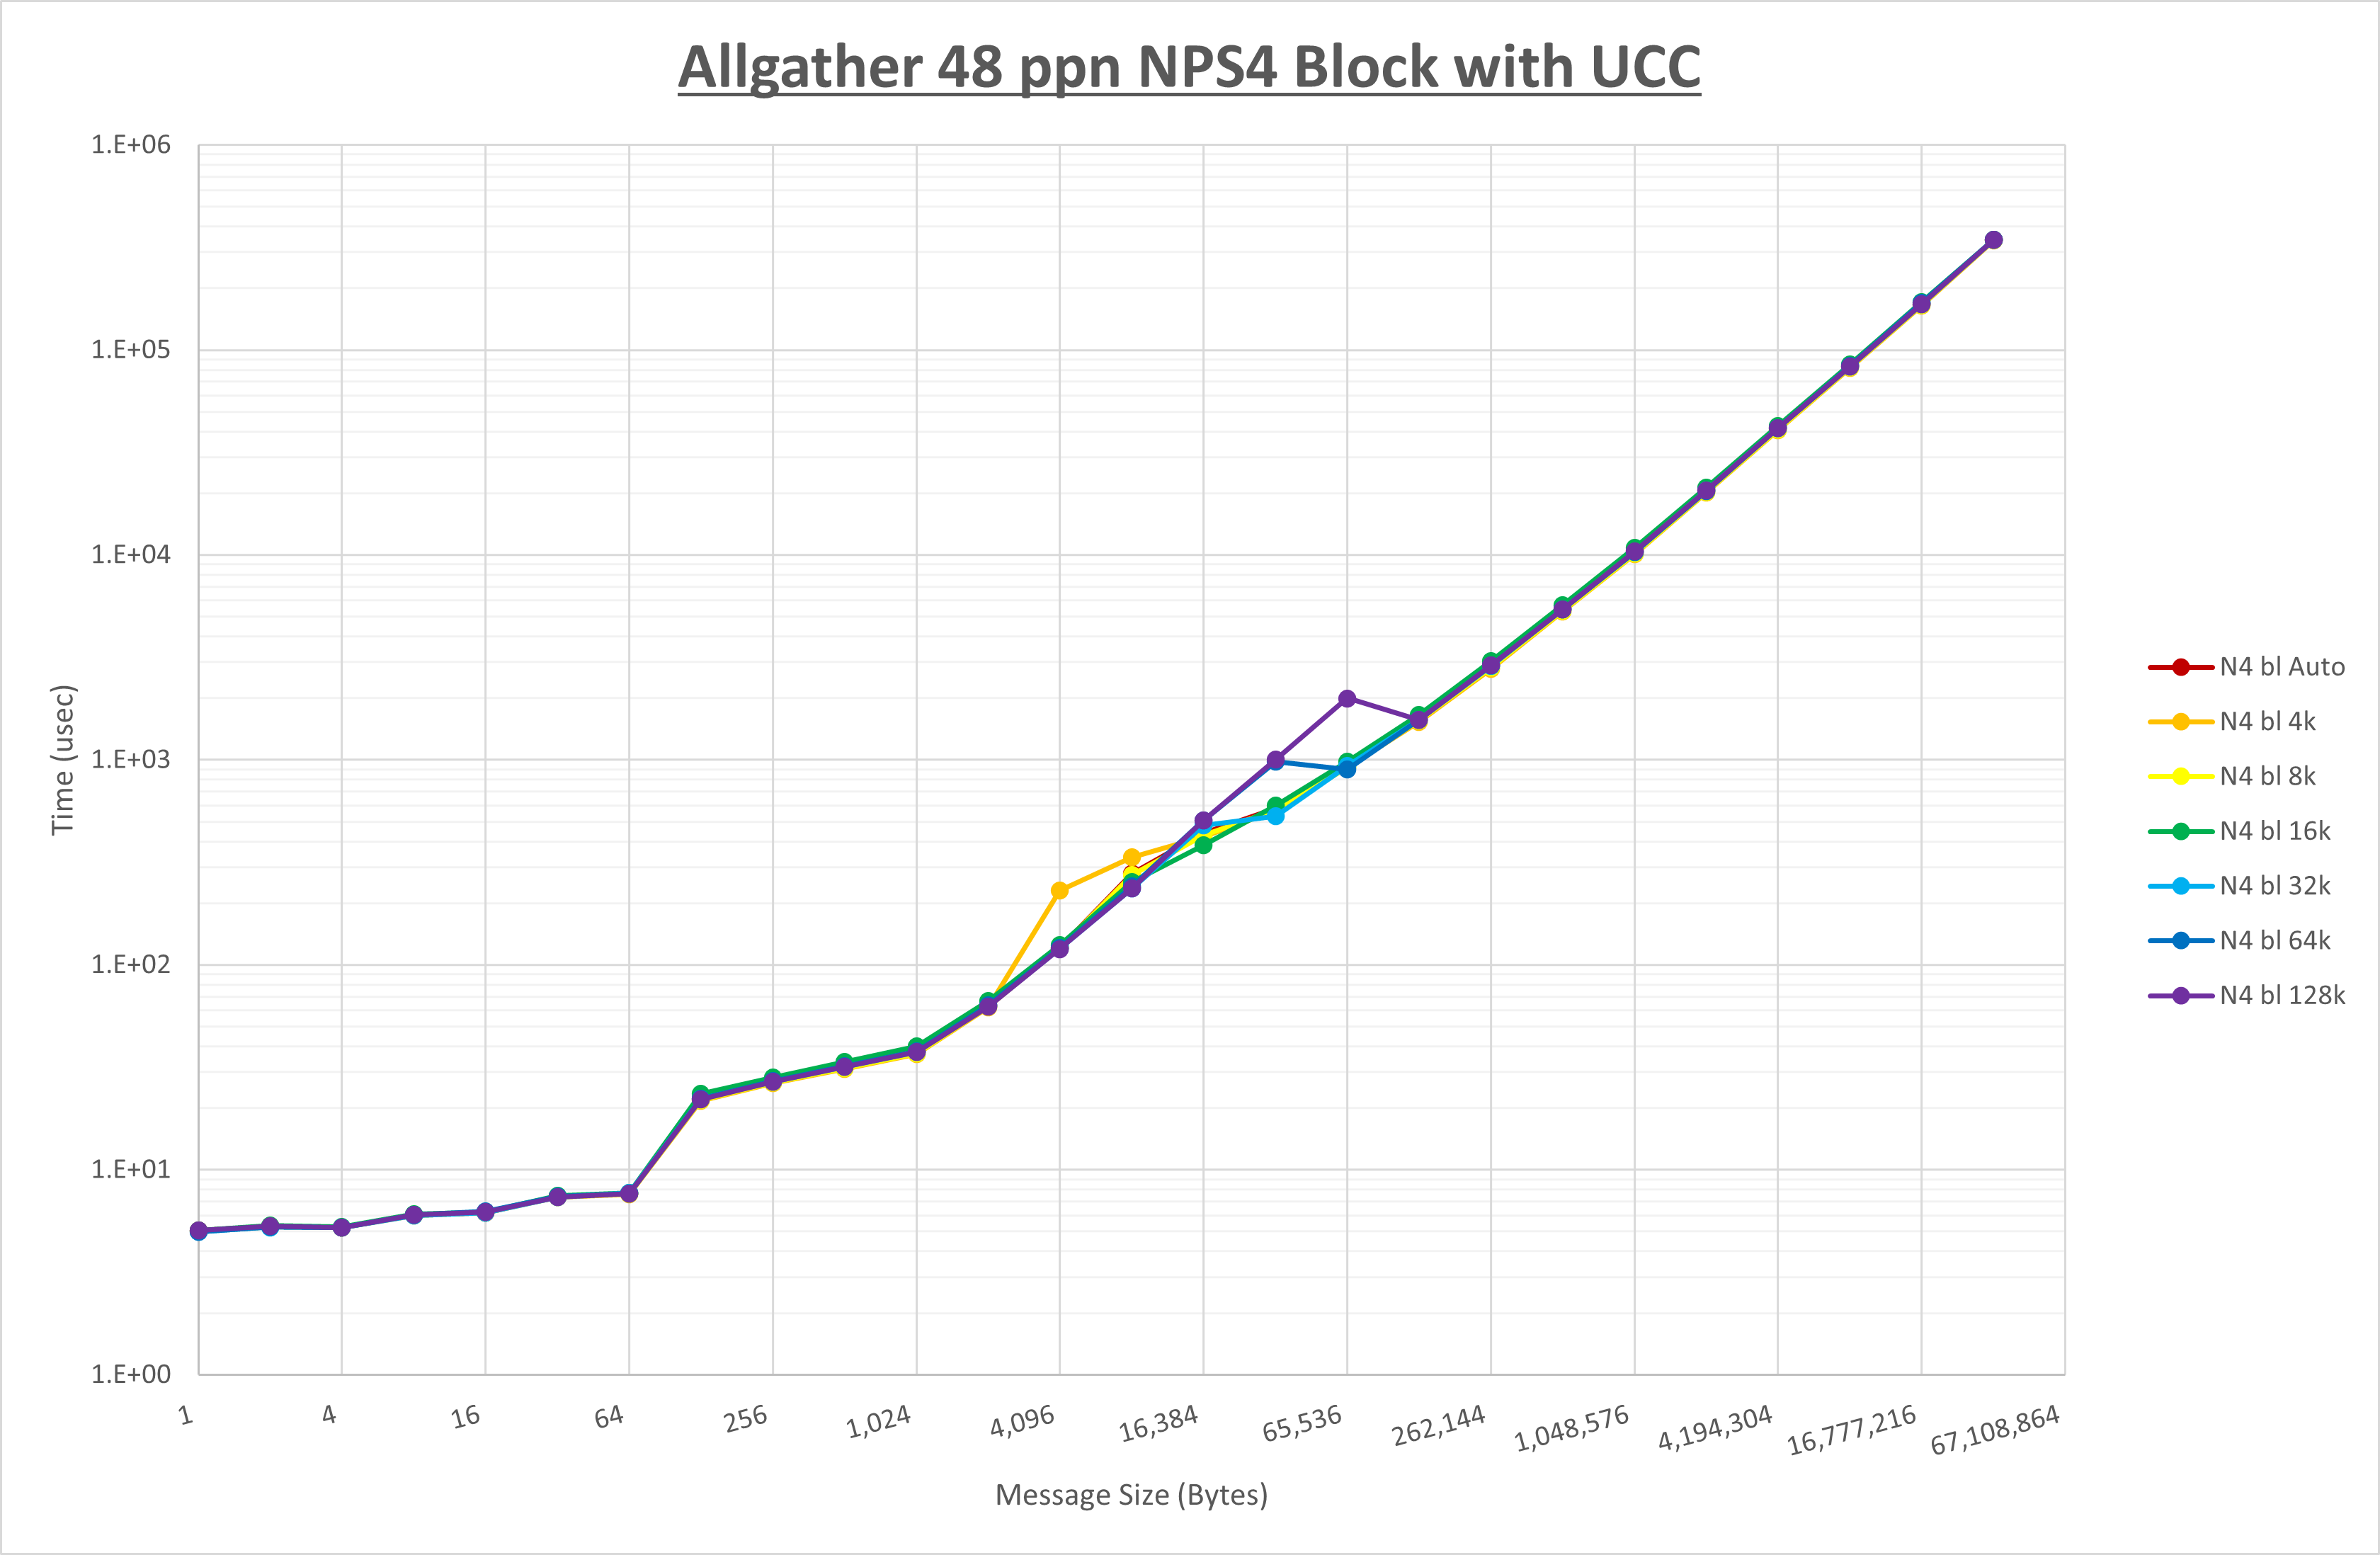 Allgather 48 ppn NPS4 Block with UCC
1.E+06
1.E+05
1.E+04
1.E+03
1.E+02
1.E+01
1.E+00
Time (usec)
1
4
16
64
256
1,024
4,096
16,384
65,536
262,144
1,048,576
4,194,304
16,777,216
67,108,864
Message Size (Bytes)
N4 bl Auto
N4 bl 4k
N4 bl 8k
N4 bl 16k
N4 bl 32k
N4 bl 64k
N4 bl 128k